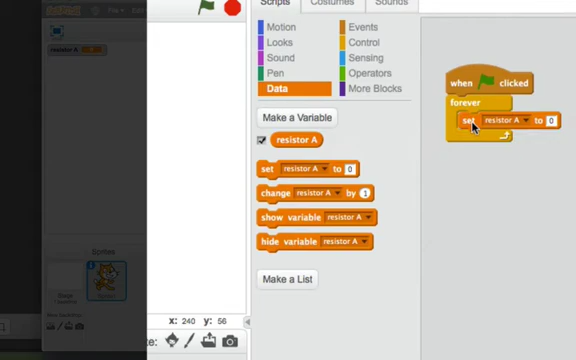 Scripts Costumes Sounds
Motion Events
Looks Control
Sound Sensing
Pen Operators
Data More Blocks
Make a Variable
resistor A
set resistor A to 0
change resistor A by 1
show variable resistor A
hide variable resistor A
Make a List
when clicked
forever
set resistor A to 0
resistor A
Sprites
Stage
x: 240 y: 56